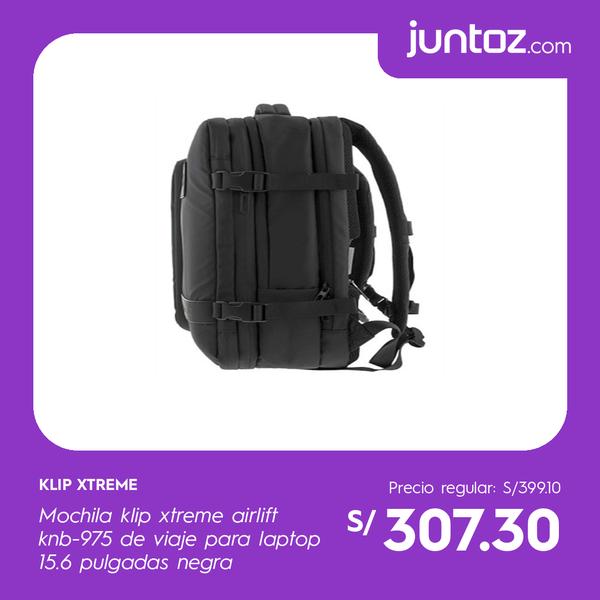 juntoz.com
KLIP XTREME
Mochila klip xtreme airlift
knb-975 de viaje para laptop
15.6 pulgadas negra
Precio regular: S/399.10
S/ 307.30